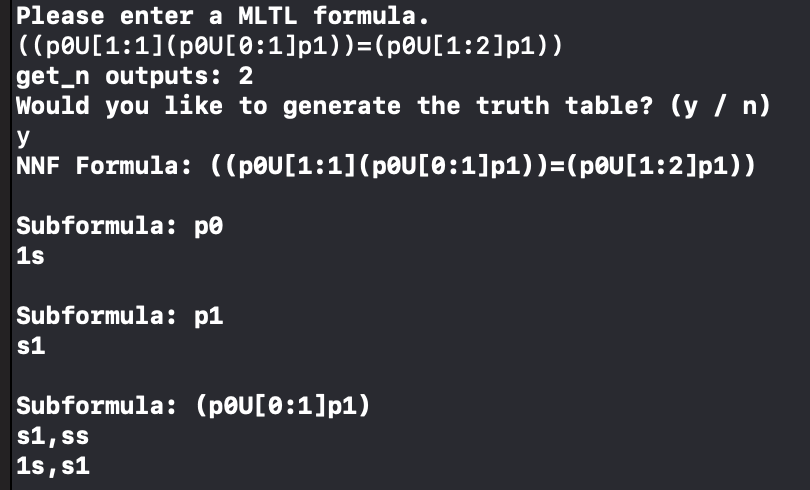 Please enter a MLTL formula.
((p0U[1:1](p0U[0:1]p1))=(p0U[1:2]p1))
get_n outputs: 2
Would you like to generate the truth table? (y / n)
y
NNF Formula: ((p0U[1:1](p0U[0:1]p1))=(p0U[1:2]p1))
Subformula: p0
1s
Subformula: p1
s1
Subformula: (p0U[0:1]p1)
s1,ss
1s,s1